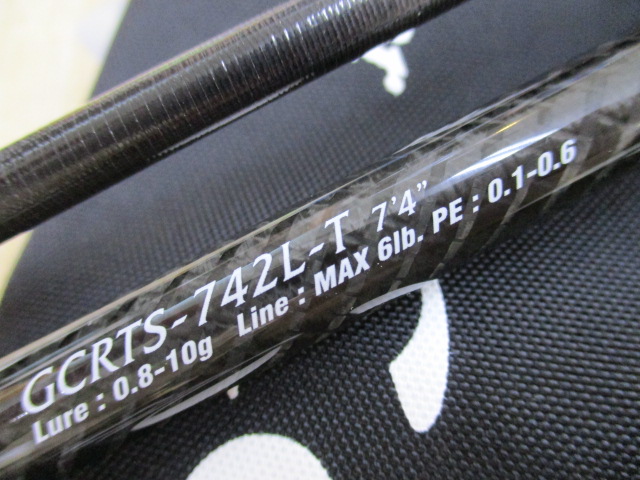 GCRTS-742L-T 7'4"
Lure : 0.8-10g Line : MAX 6lb. PE : 0.1-0.6